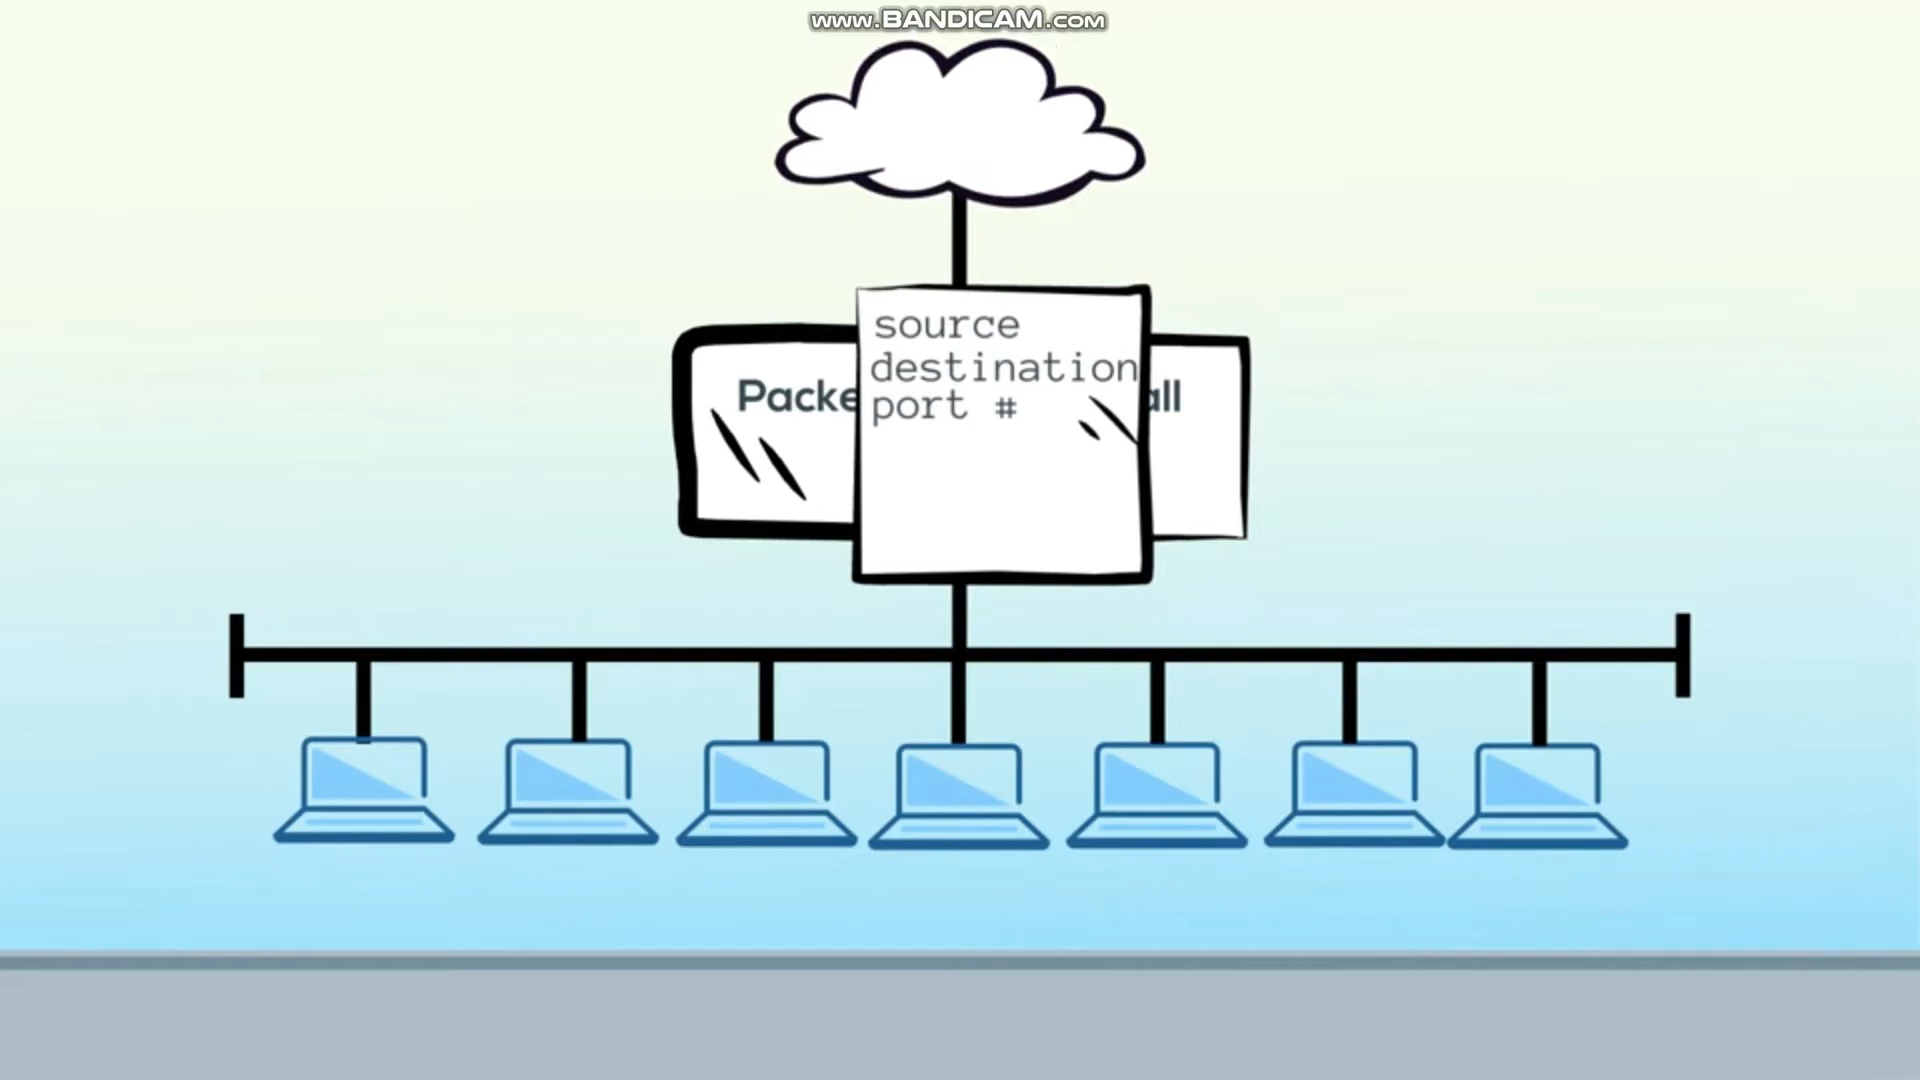 www.BANDICAM.com
source
destination
port #
Packe
all